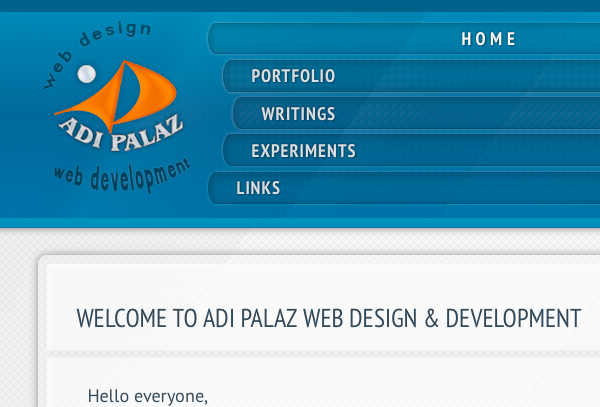 web design
ADI PALAZ
web development
HOME
PORTFOLIO
WRITINGS
EXPERIMENTS
LINKS
WELCOME TO ADI PALAZ WEB DESIGN & DEVELOPMENT
Hello everyone,